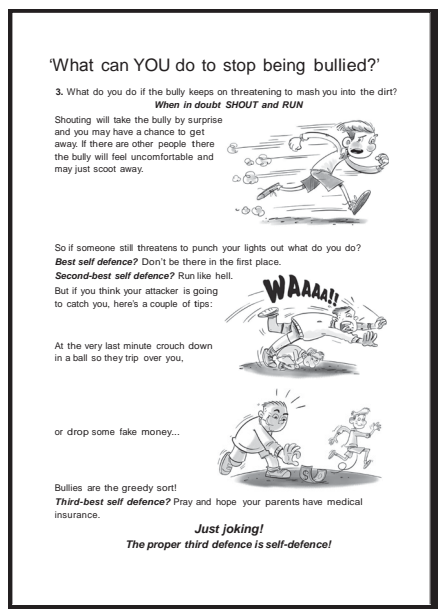 ‘What can YOU do to stop being bullied?’
3. What do you do if the bully keeps on threatening to mash you into the dirt?
When in doubt SHOUT and RUN
Shouting will take the bully by surprise
and you may have a chance to get
away. If there are other people there
the bully will feel uncomfortable and
may just scoot away.
So if someone still threatens to punch your lights out what do you do?
Best self defence? Don’t be there in the first place.
Second-best self defence? Run like hell.
But if you think your attacker is going
to catch you, here’s a couple of tips:
WAAAA!!
At the very last minute crouch down
in a ball so they trip over you,
or drop some fake money...
$
Bullies are the greedy sort!
Third-best self defence? Pray and hope your parents have medical
insurance.
Just joking!
The proper third defence is self-defence!